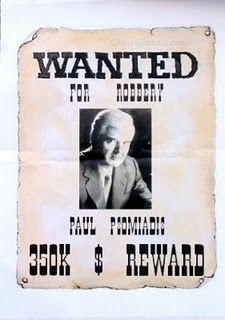 WANTED
FOR ROBBERY
PAUL PSOMIADIS
350K $ REWARD